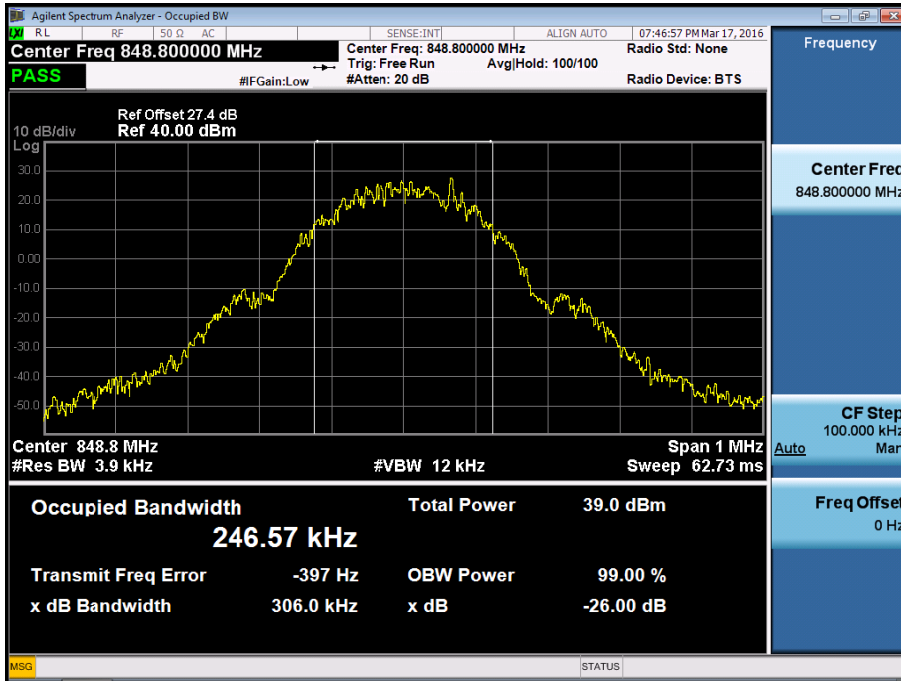 Agilent Spectrum Analyzer - Occupied BW
LXI RL RF 50 Ω AC SENSE:INT ALIGN AUTO 07:46:57 PM Mar 17, 2016
Center Freq 848.800000 MHz
Center Freq: 848.800000 MHz Radio Std: None
Trig: Free Run Avg|Hold: 100/100
PASS
#IFGain:Low #Atten: 20 dB Radio Device: BTS
Ref Offset 27.4 dB
10 dB/div Ref 40.00 dBm
Log
30.0
20.0
10.0
0.00
-10.0
-20.0
-30.0
-40.0
-50.0
Center 848.8 MHz Span 1 MHz
#Res BW 3.9 kHz #VBW 12 kHz Sweep 62.73 ms
Occupied Bandwidth Total Power 39.0 dBm
246.57 kHz
Transmit Freq Error -397 Hz OBW Power 99.00 %
x dB Bandwidth 306.0 kHz x dB -26.00 dB
MSG STATUS
Frequency
Center Freq
848.800000 MHz
CF Step
100.000 kHz
Auto Man
Freq Offset
0 Hz